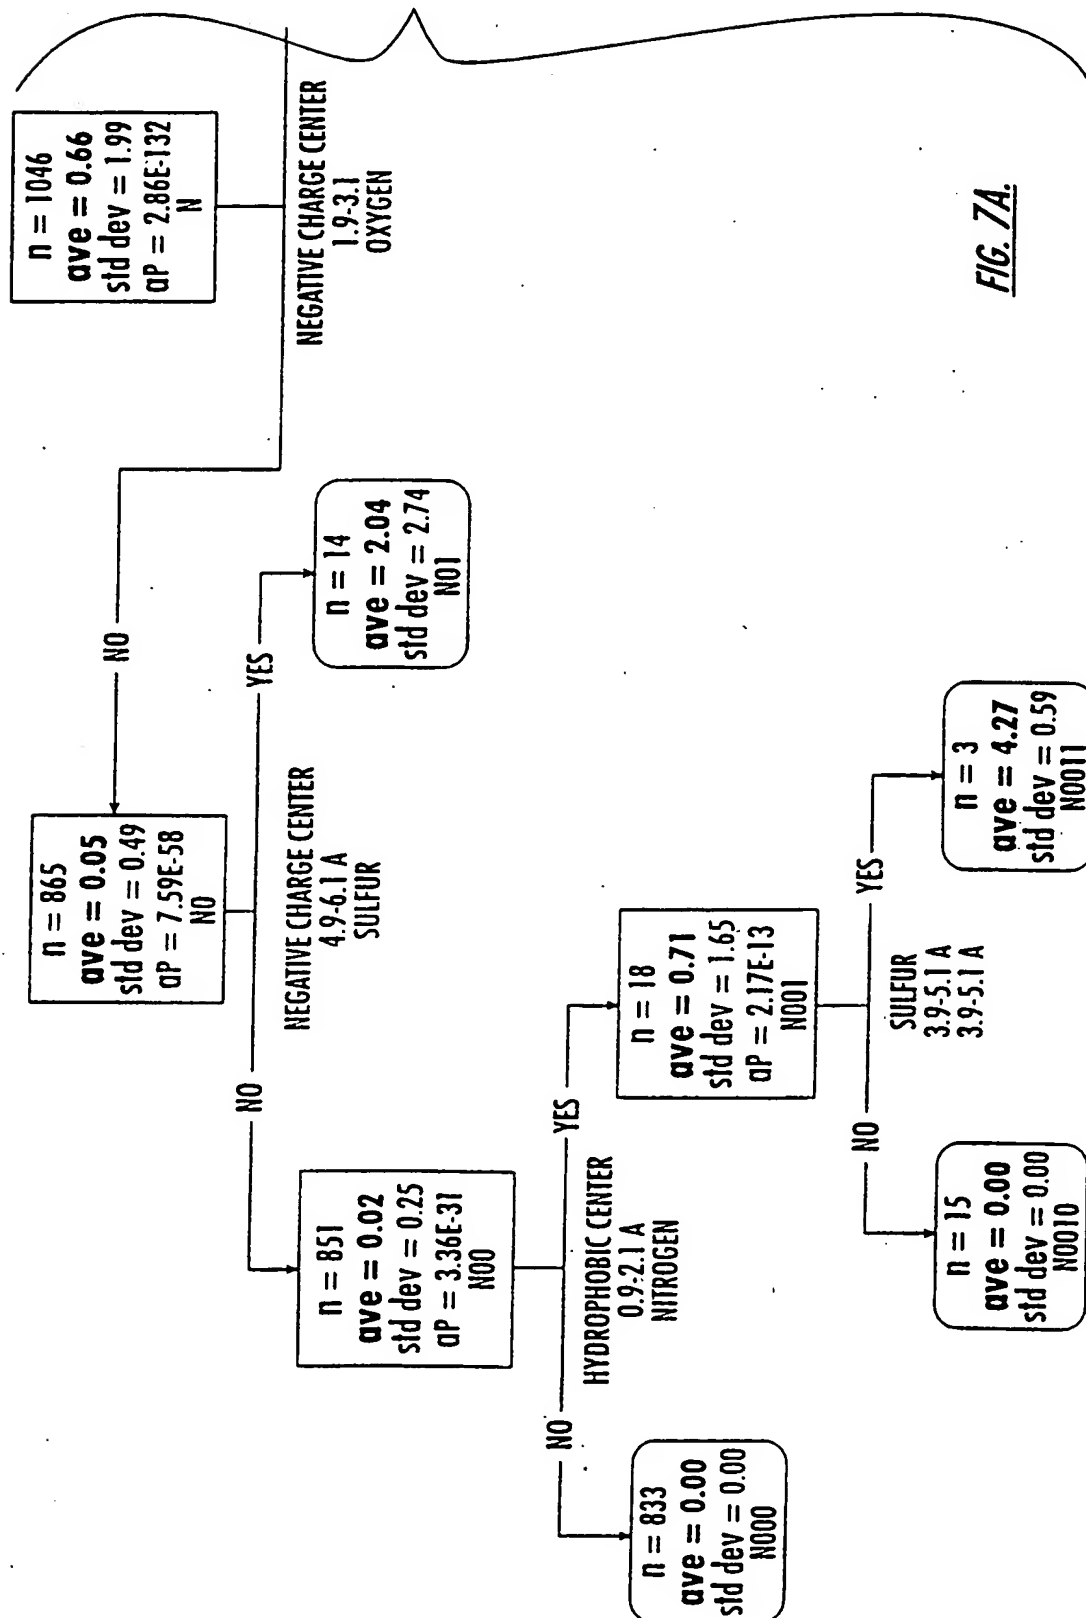 n = 1046
ave = 0.66
std dev = 1.99
aP = 2.86E-132
N
NEGATIVE CHARGE CENTER
1.9-3.1
OXYGEN
NO
n = 865
ave = 0.05
std dev = 0.49
aP = 7.59E-58
N0
NEGATIVE CHARGE CENTER
4.9-6.1 A
SULFUR
YES
n = 14
ave = 2.04
std dev = 2.74
N01
NO
n = 851
ave = 0.02
std dev = 0.25
aP = 3.36E-31
N00
HYDROPHOBIC CENTER
0.9-2.1 A
NITROGEN
NO
n = 833
ave = 0.00
std dev = 0.00
N000
YES
n = 18
ave = 0.71
std dev = 1.65
aP = 2.17E-13
N001
SULFUR
3.9-5.1 A
3.9-5.1 A
NO
n = 15
ave = 0.00
std dev = 0.00
N0010
YES
n = 3
ave = 4.27
std dev = 0.59
N0011
FIG. 7A.